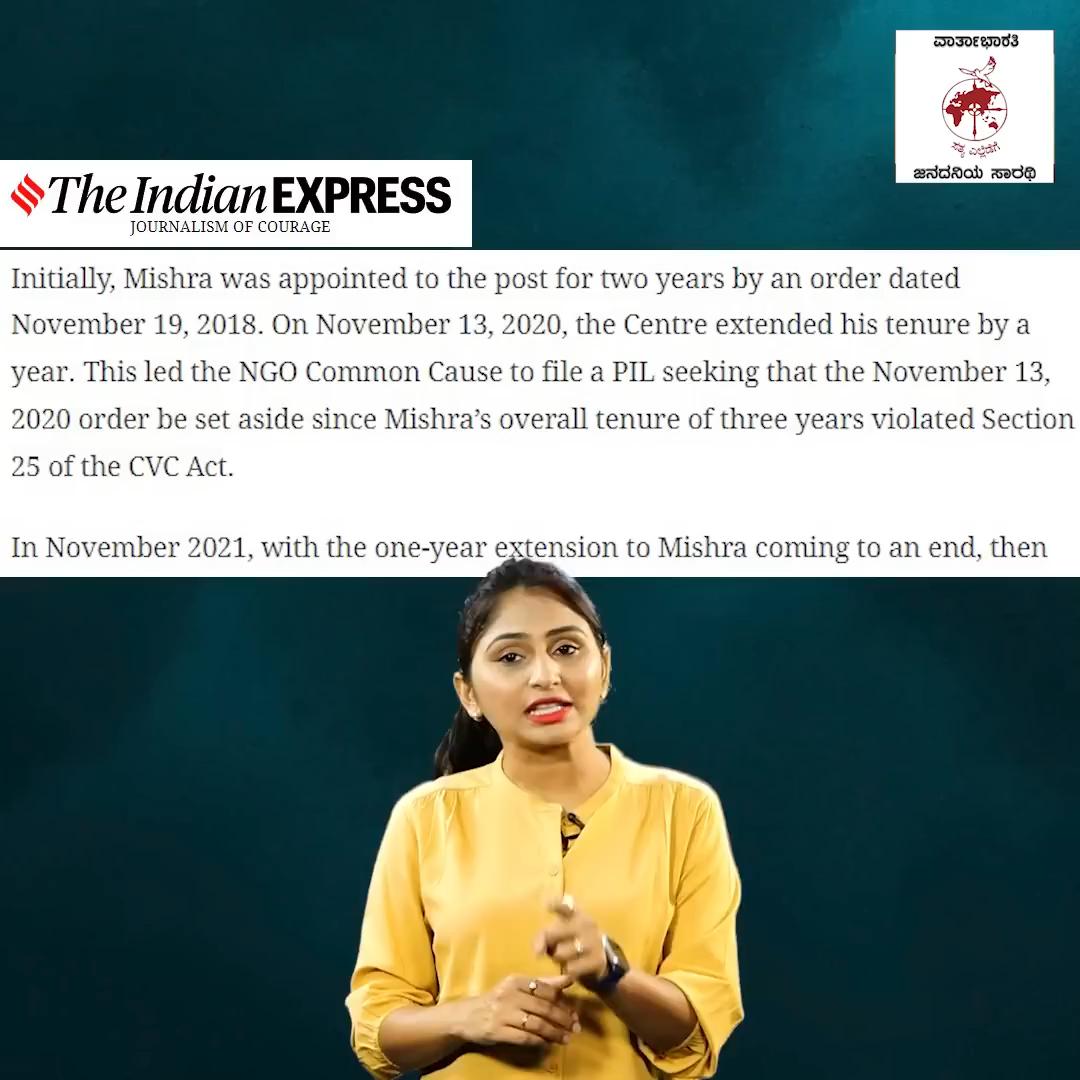 ವಾರ್ತಾಭಾರತಿ
ಸತ್ಯ ಎಲ್ಲೆಡೆಗೆ
ಜನದನಿಯ ಸಾರಥಿ
The Indian EXPRESS
JOURNALISM OF COURAGE
Initially, Mishra was appointed to the post for two years by an order dated
November 19, 2018. On November 13, 2020, the Centre extended his tenure by a
year. This led the NGO Common Cause to file a PIL seeking that the November 13,
2020 order be set aside since Mishra’s overall tenure of three years violated Section
25 of the CVC Act.
In November 2021, with the one-year extension to Mishra coming to an end, then